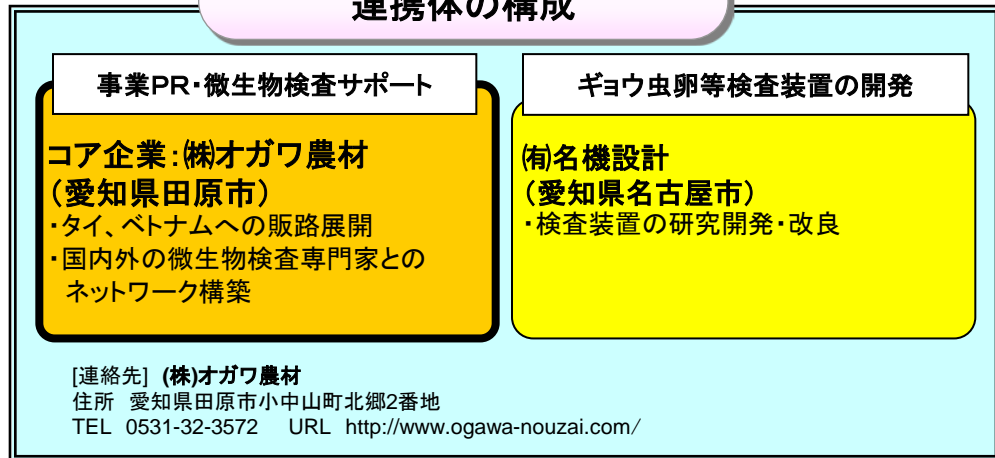 連携体の構成
事業PR・微生物検査サポート
コア企業：㈱オガワ農材
（愛知県田原市）
・タイ、ベトナムへの販路展開
・国内外の微生物検査専門家との
ネットワーク構築
ギョウ虫卵等検査装置の開発
㈲名機設計
（愛知県名古屋市）
・検査装置の研究開発・改良
[連絡先] (株)オガワ農材
住所　愛知県田原市小中山町北郷2番地
TEL 0531-32-3572　URL http://www.ogawa-nouzai.com/